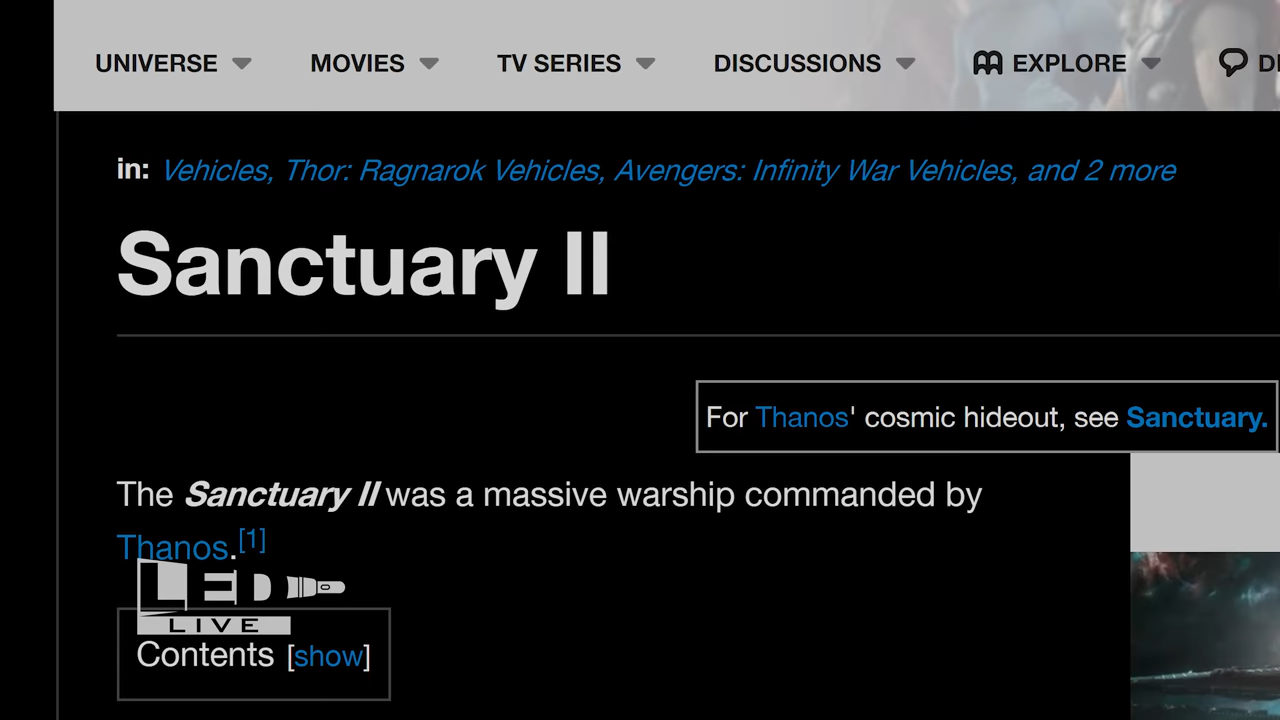 UNIVERSE MOVIES TV SERIES DISCUSSIONS EXPLORE
in: Vehicles, Thor: Ragnarok Vehicles, Avengers: Infinity War Vehicles, and 2 more
Sanctuary II
For Thanos' cosmic hideout, see Sanctuary.
The Sanctuary II was a massive warship commanded by
Thanos.[1]
LED
LIVE
Contents [show]